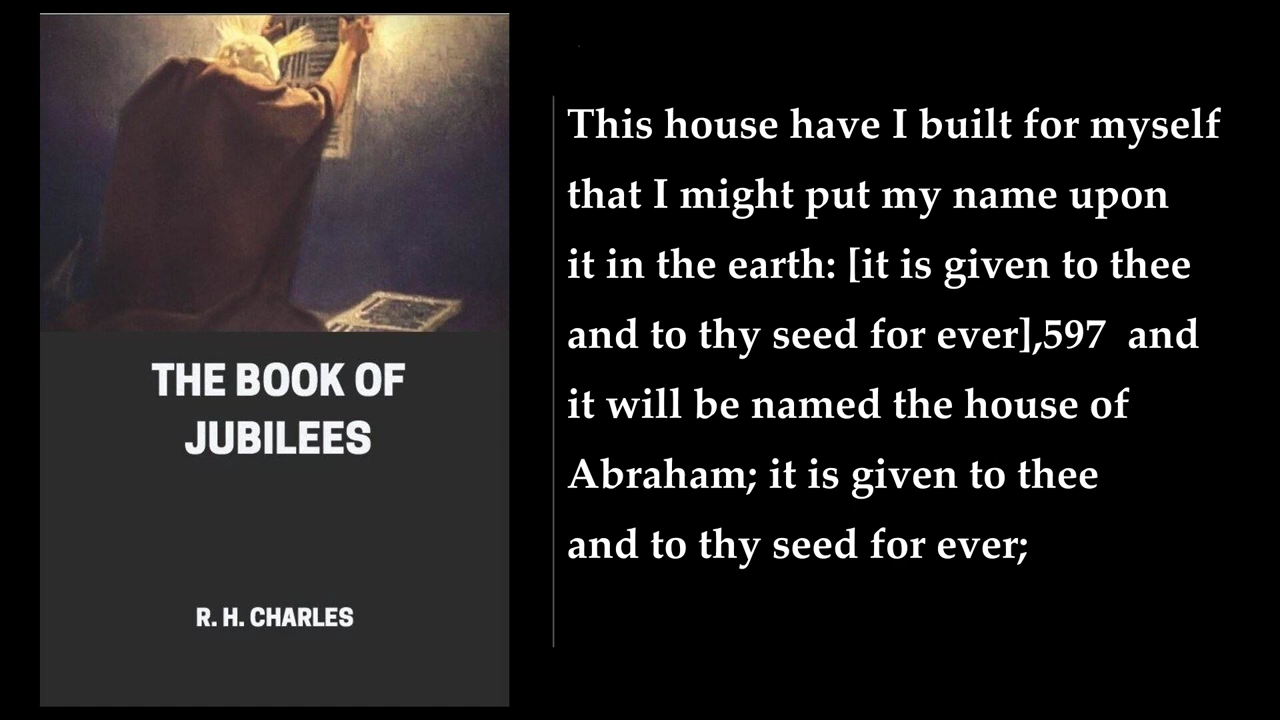 THE BOOK OF
JUBILEES
R. H. CHARLES
This house have I built for myself
that I might put my name upon
it in the earth: [it is given to thee
and to thy seed for ever],597  and
it will be named the house of
Abraham; it is given to thee
and to thy seed for ever;